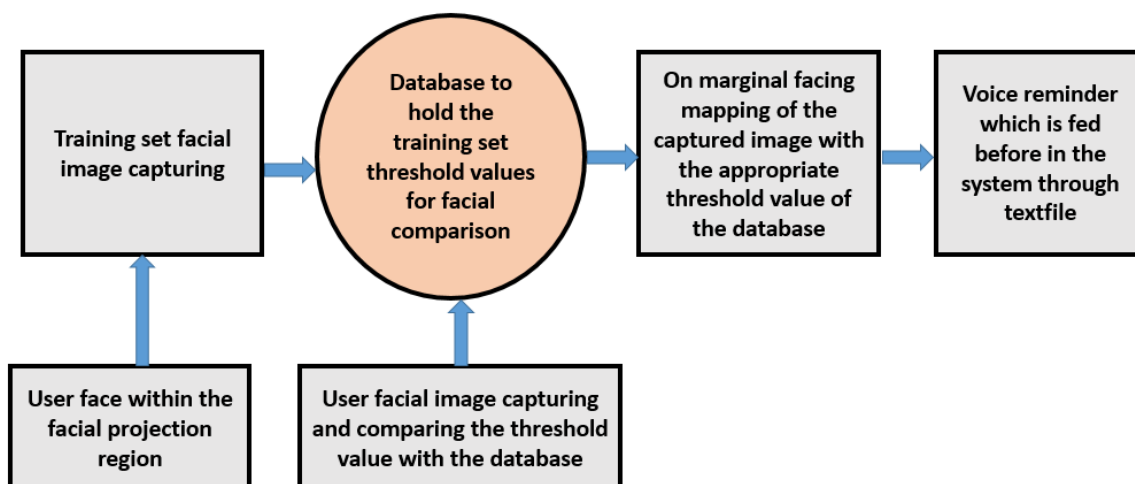 Training set facial
image capturing
Database to
hold the
training set
threshold values
for facial
comparison
On marginal facing
mapping of the
captured image with
the appropriate
threshold value of
the database
Voice reminder
which is fed
before in the
system through
textfile
User face within the
facial projection
region
User facial image capturing
and comparing the threshold
value with the database